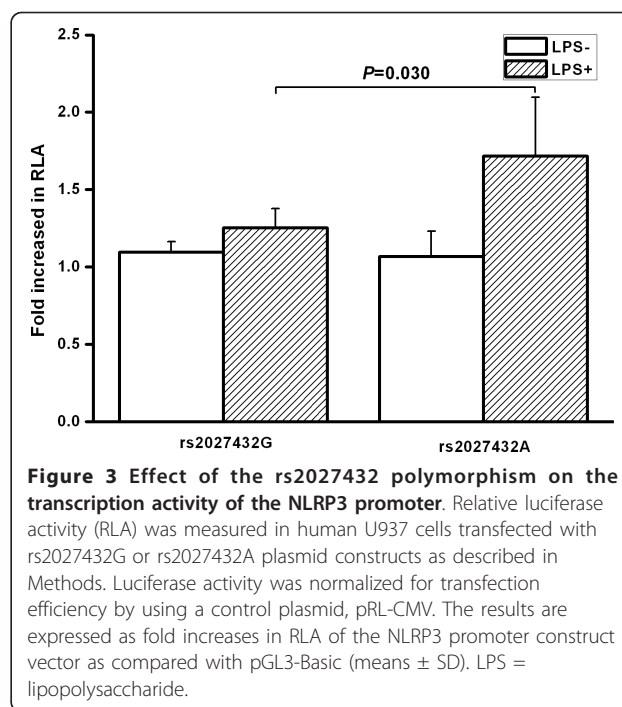 2.5
2.0
1.5
1.0
0.5
0.0
Fold increased in RLA
LPS-
LPS+
P=0.030
rs2027432G
rs2027432A
Figure 3 Effect of the rs2027432 polymorphism on the
transcription activity of the NLRP3 promoter. Relative luciferase
activity (RLA) was measured in human U937 cells transfected with
rs2027432G or rs2027432A plasmid constructs as described in
Methods. Luciferase activity was normalized for transfection
efficiency by using a control plasmid, pRL-CMV. The results are
expressed as fold increases in RLA of the NLRP3 promoter construct
vector as compared with pGL3-Basic (means ± SD). LPS =
lipopolysaccharide.